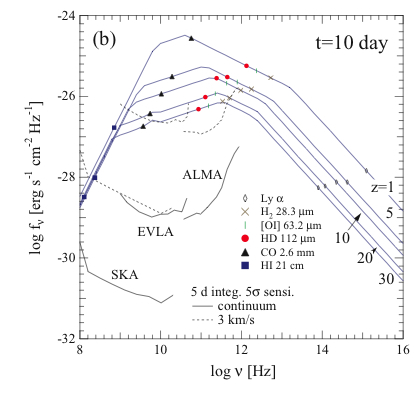 (b)
t=10 day
-24
-26
-28
-30
-32
log fν [erg s⁻¹ cm⁻² Hz⁻¹]
ALMA
EVLA
SKA
z=1
5
10
20
30
Ly α
H₂ 28.3 μm
[OI] 63.2 μm
HD 112 μm
CO 2.6 mm
HI 21 cm
5 d integ. 5σ sensi.
continuum
3 km/s
8 10 12 14 16
log ν [Hz]